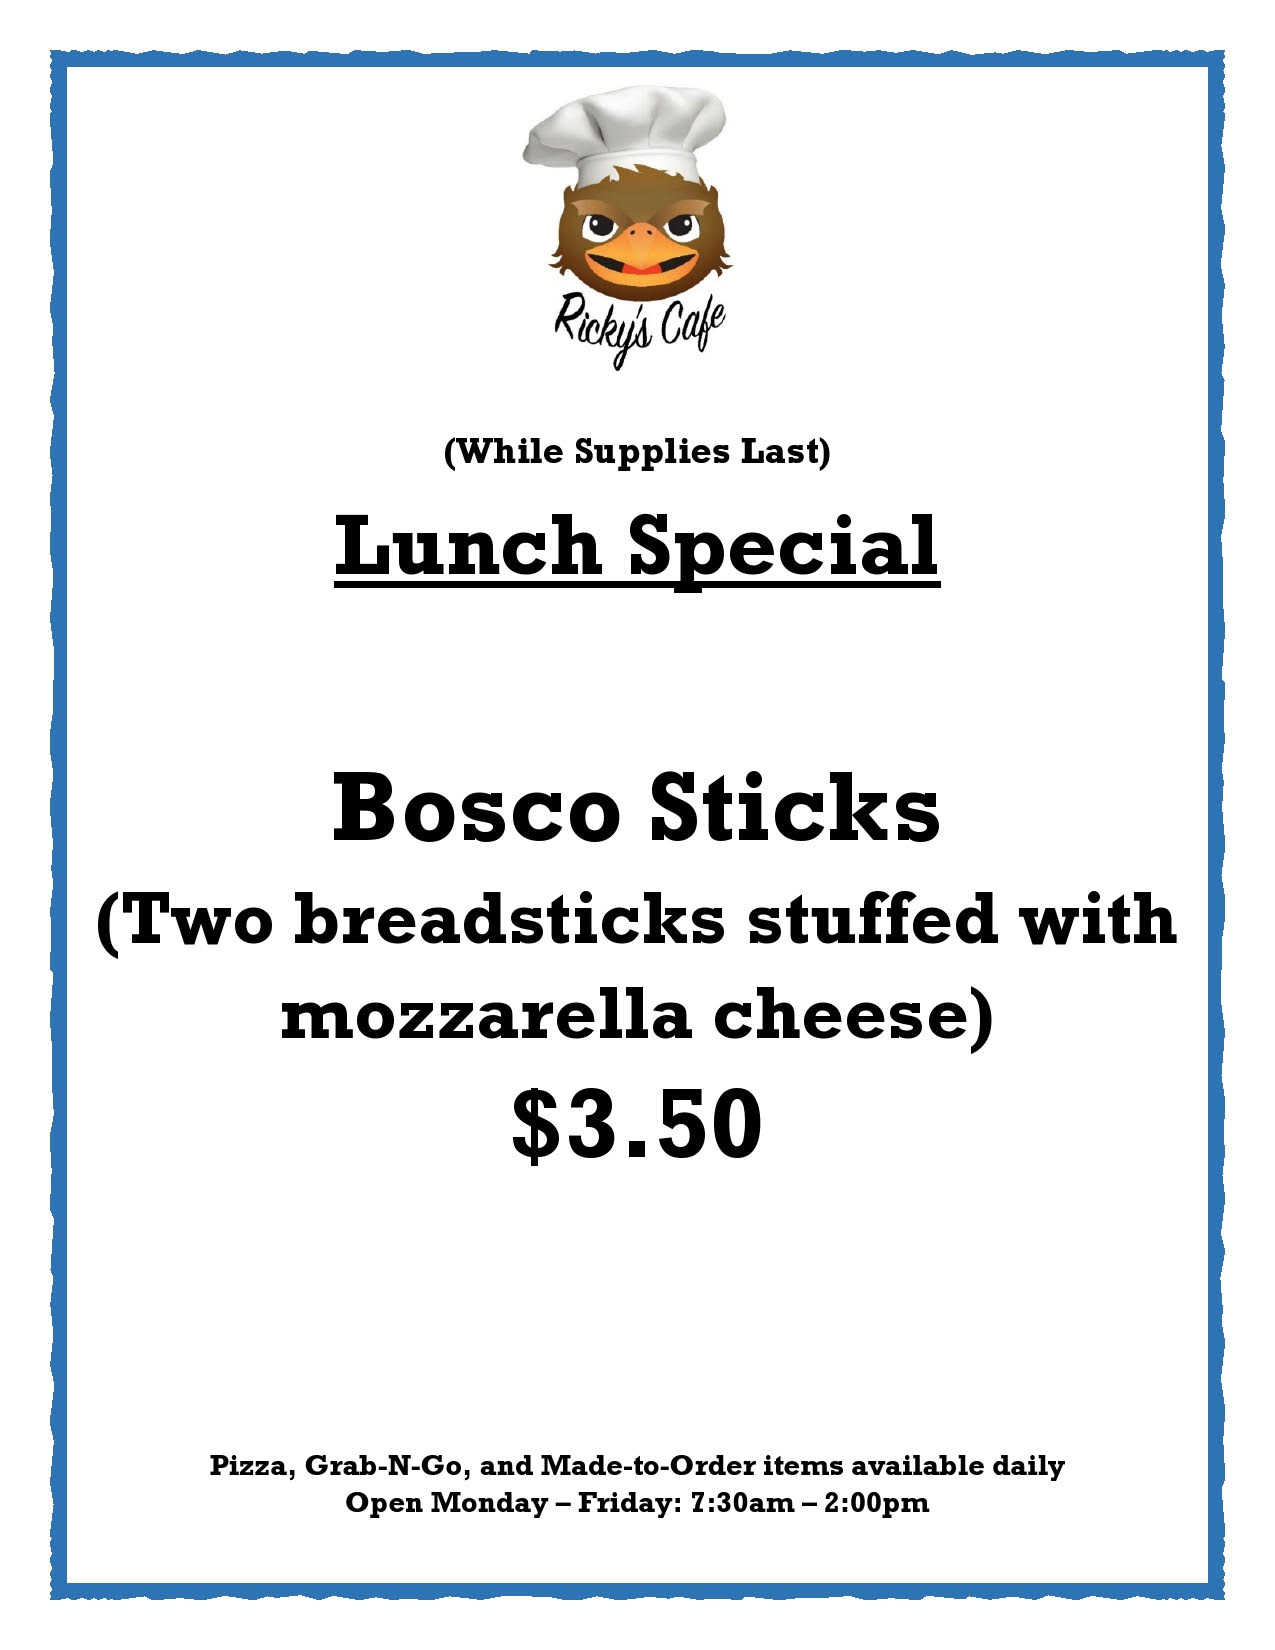 Ricky's Cafe
(While Supplies Last)
Lunch Special
Bosco Sticks
(Two breadsticks stuffed with
mozzarella cheese)
$3.50
Pizza, Grab-N-Go, and Made-to-Order items available daily
Open Monday – Friday: 7:30am – 2:00pm